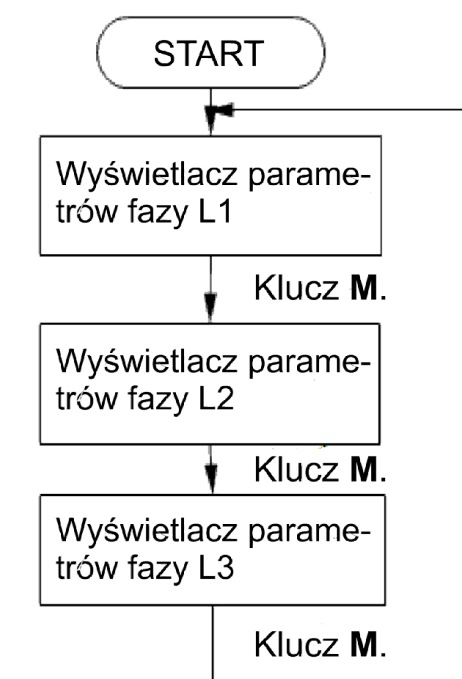 START
Wyświetlacz parame-
trów fazy L1
Klucz M.
Wyświetlacz parame-
trów fazy L2
Klucz M.
Wyświetlacz parame-
trów fazy L3
Klucz M.